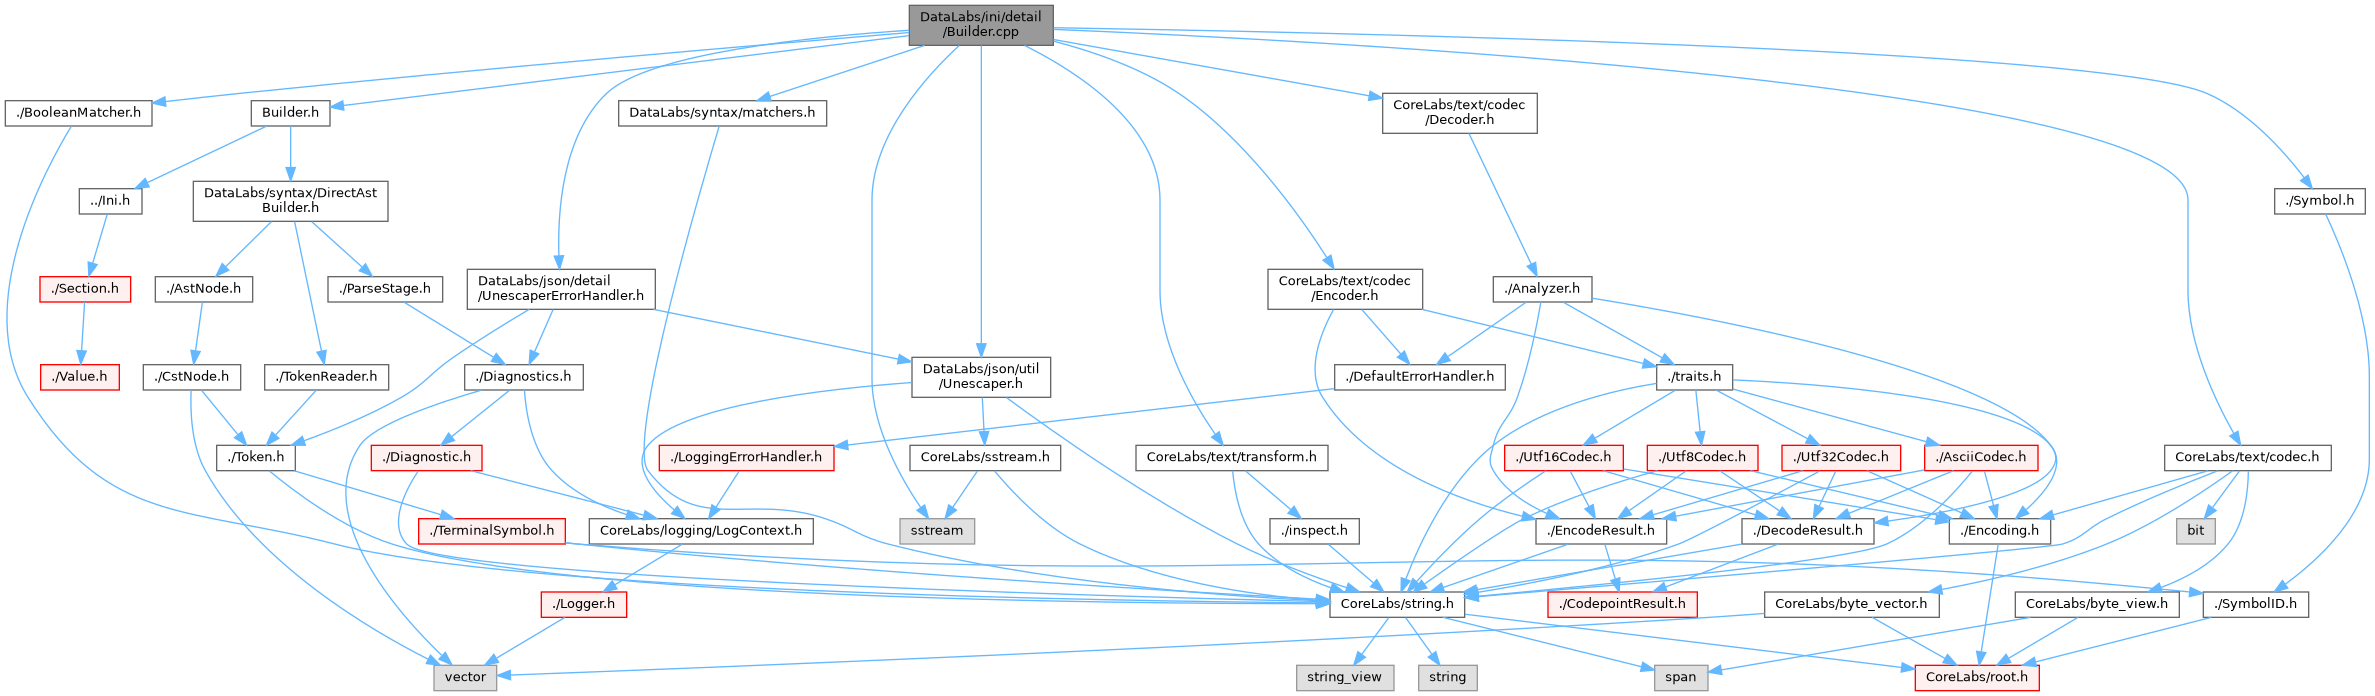 DataLabs/ini/detail
/Builder.cpp
./BooleanMatcher.h
Builder.h
DataLabs/syntax/matchers.h
CoreLabs/text/codec
/Decoder.h
../Ini.h
DataLabs/syntax/DirectAst
Builder.h
./Symbol.h
./Section.h
./AstNode.h
./ParseStage.h
DataLabs/json/detail
/UnescaperErrorHandler.h
CoreLabs/text/codec
/Encoder.h
./Analyzer.h
./Value.h
./CstNode.h
./TokenReader.h
./Diagnostics.h
DataLabs/json/util
/Unescaper.h
./DefaultErrorHandler.h
./traits.h
./Token.h
./Diagnostic.h
./LoggingErrorHandler.h
CoreLabs/sstream.h
CoreLabs/text/transform.h
./Utf16Codec.h
./Utf8Codec.h
./Utf32Codec.h
./AsciiCodec.h
CoreLabs/text/codec.h
./TerminalSymbol.h
CoreLabs/logging/LogContext.h
sstream
./inspect.h
./EncodeResult.h
./DecodeResult.h
./Encoding.h
bit
./Logger.h
CoreLabs/string.h
./CodepointResult.h
CoreLabs/byte_vector.h
CoreLabs/byte_view.h
./SymbolID.h
vector
string_view
string
span
CoreLabs/root.h